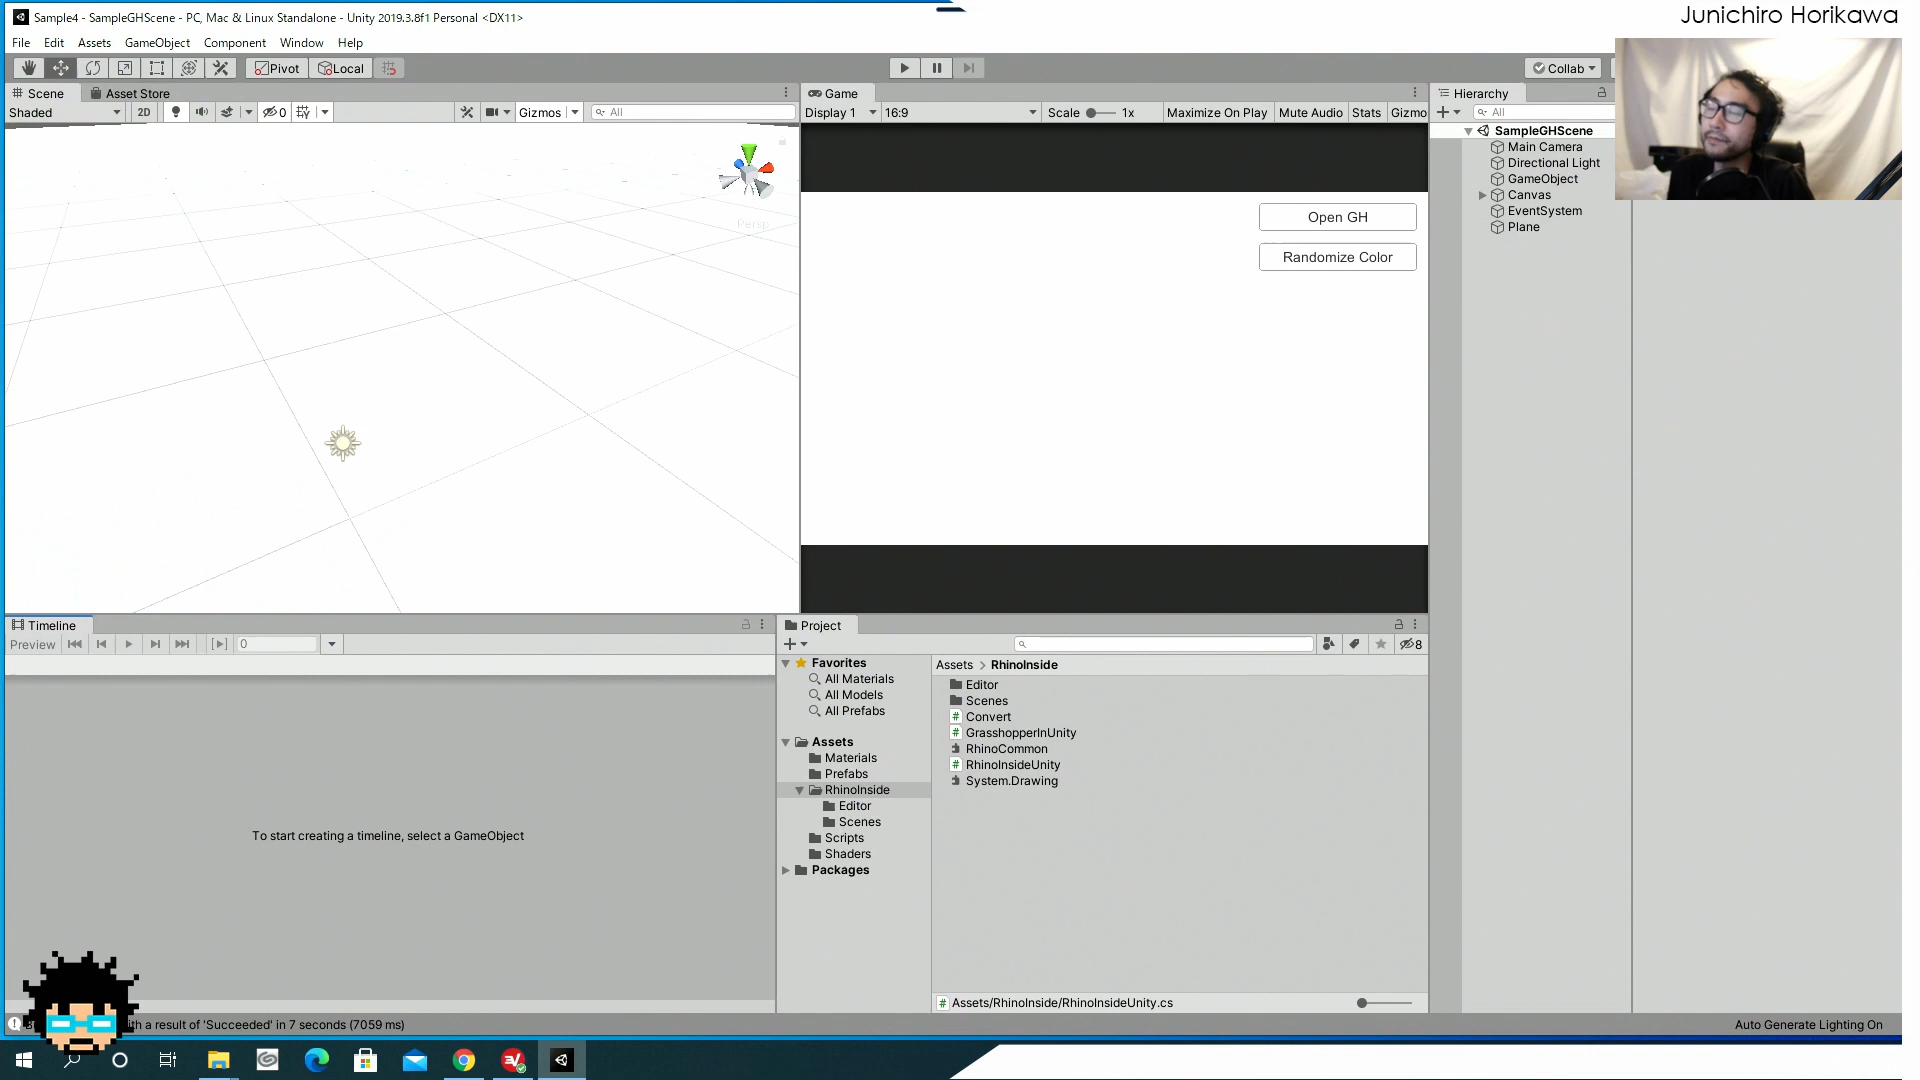 Junichiro Horikawa
Sample4 - SampleGHScene - PC, Mac & Linux Standalone - Unity 2019.3.8f1 Personal <DX11>
File Edit Assets GameObject Component Window Help
Pivot Local Collab
Scene Asset Store
Shaded 2D 0 Gizmos All
Persp
Game
Display 1 16:9 Scale 1x Maximize On Play Mute Audio Stats Gizmo
Open GH
Randomize Color
Hierarchy
All
SampleGHScene
Main Camera
Directional Light
GameObject
Canvas
EventSystem
Plane
Timeline
Preview 0
To start creating a timeline, select a GameObject
Project
8
Favorites
All Materials
All Models
All Prefabs
Assets
Materials
Prefabs
RhinoInside
Editor
Scenes
Scripts
Shaders
Packages
Assets > RhinoInside
Editor
Scenes
Convert
GrasshopperInUnity
RhinoCommon
RhinoInsideUnity
System.Drawing
Assets/RhinoInside/RhinoInsideUnity.cs
th a result of 'Succeeded' in 7 seconds (7059 ms)
Auto Generate Lighting On